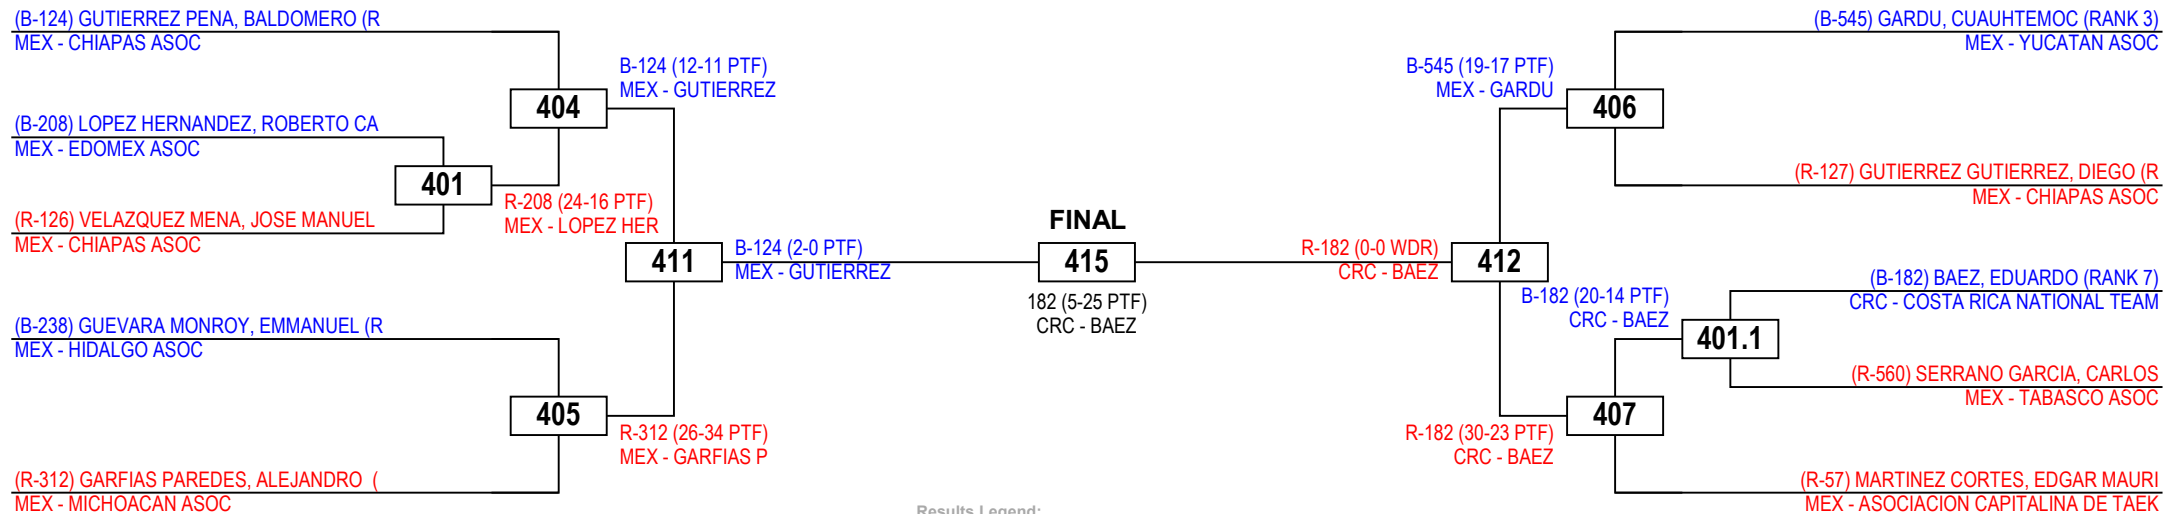 (B-124) GUTIERREZ PENA, BALDOMERO (R
MEX - CHIAPAS ASOC
B-124 (12-11 PTF)
MEX - GUTIERREZ
404
(B-208) LOPEZ HERNANDEZ, ROBERTO CA
MEX - EDOMEX ASOC
401
R-208 (24-16 PTF)
MEX - LOPEZ HER
(R-126) VELAZQUEZ MENA, JOSE MANUEL
MEX - CHIAPAS ASOC
411
B-124 (2-0 PTF)
MEX - GUTIERREZ
(B-238) GUEVARA MONROY, EMMANUEL (R
MEX - HIDALGO ASOC
405
R-312 (26-34 PTF)
MEX - GARFIAS P
(R-312) GARFIAS PAREDES, ALEJANDRO (
MEX - MICHOACAN ASOC
FINAL
415
182 (5-25 PTF)
CRC - BAEZ
Results Legend:
(B-545) GARDU, CUAUHTEMOC (RANK 3)
MEX - YUCATAN ASOC
B-545 (19-17 PTF)
MEX - GARDU
406
(R-127) GUTIERREZ GUTIERREZ, DIEGO (R
MEX - CHIAPAS ASOC
R-182 (0-0 WDR)
CRC - BAEZ
412
(B-182) BAEZ, EDUARDO (RANK 7)
CRC - COSTA RICA NATIONAL TEAM
B-182 (20-14 PTF)
CRC - BAEZ
401.1
(R-560) SERRANO GARCIA, CARLOS
MEX - TABASCO ASOC
407
R-182 (30-23 PTF)
CRC - BAEZ
(R-57) MARTINEZ CORTES, EDGAR MAURI
MEX - ASOCIACION CAPITALINA DE TAEK